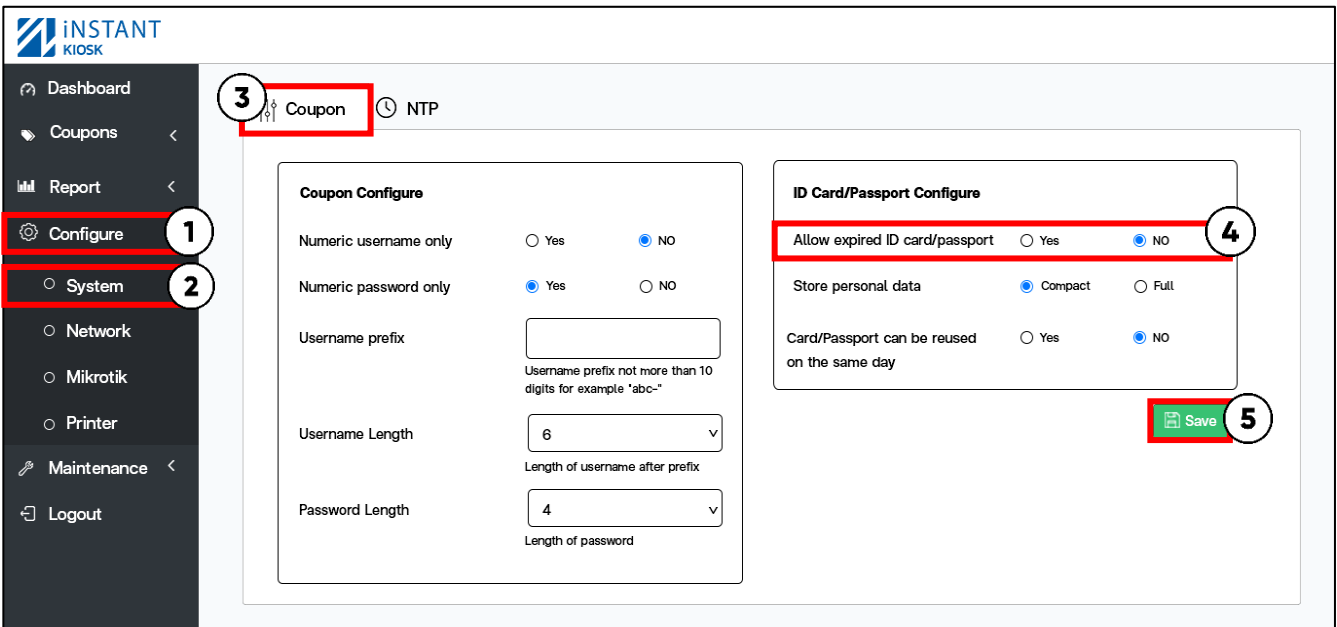 iNSTANT
KIOSK
Dashboard
Coupons
Report
Configure
1
System
2
Network
Mikrotik
Printer
Maintenance
Logout
3
Coupon
NTP
Coupon Configure
Numeric username only
Yes
NO
Numeric password only
Yes
NO
Username prefix
Username prefix not more than 10
digits for example "abc-"
Username Length
6
Length of username after prefix
Password Length
4
Length of password
ID Card/Passport Configure
Allow expired ID card/passport
Yes
NO
4
Store personal data
Compact
Full
Card/Passport can be reused
on the same day
Yes
NO
Save
5